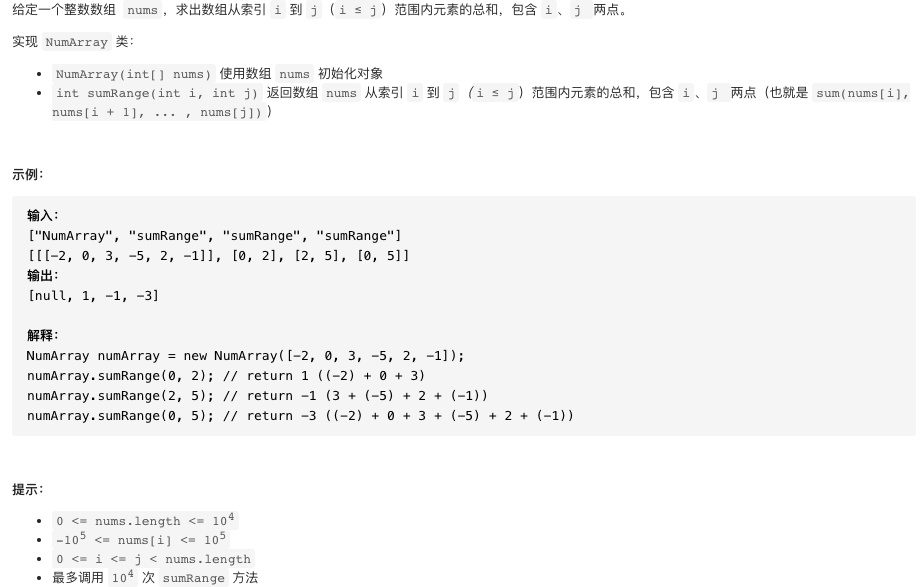 给定一个整数数组 nums，求出数组从索引 i 到 j（i ≤ j）范围内元素的总和，包含 i、j 两点。
实现 NumArray 类：
• NumArray(int[] nums) 使用数组 nums 初始化对象
• int sumRange(int i, int j) 返回数组 nums 从索引 i 到 j（i ≤ j）范围内元素的总和，包含 i、j 两点（也就是 sum(nums[i],
nums[i + 1], ... , nums[j])）
示例：
输入：
["NumArray", "sumRange", "sumRange", "sumRange"]
[[[-2, 0, 3, -5, 2, -1]], [0, 2], [2, 5], [0, 5]]
输出：
[null, 1, -1, -3]
解释：
NumArray numArray = new NumArray([-2, 0, 3, -5, 2, -1]);
numArray.sumRange(0, 2); // return 1 ((-2) + 0 + 3)
numArray.sumRange(2, 5); // return -1 (3 + (-5) + 2 + (-1))
numArray.sumRange(0, 5); // return -3 ((-2) + 0 + 3 + (-5) + 2 + (-1))
提示：
• 0 <= nums.length <= 10⁴
• -10⁵ <= nums[i] <= 10⁵
• 0 <= i <= j < nums.length
• 最多调用 10⁴ 次 sumRange 方法